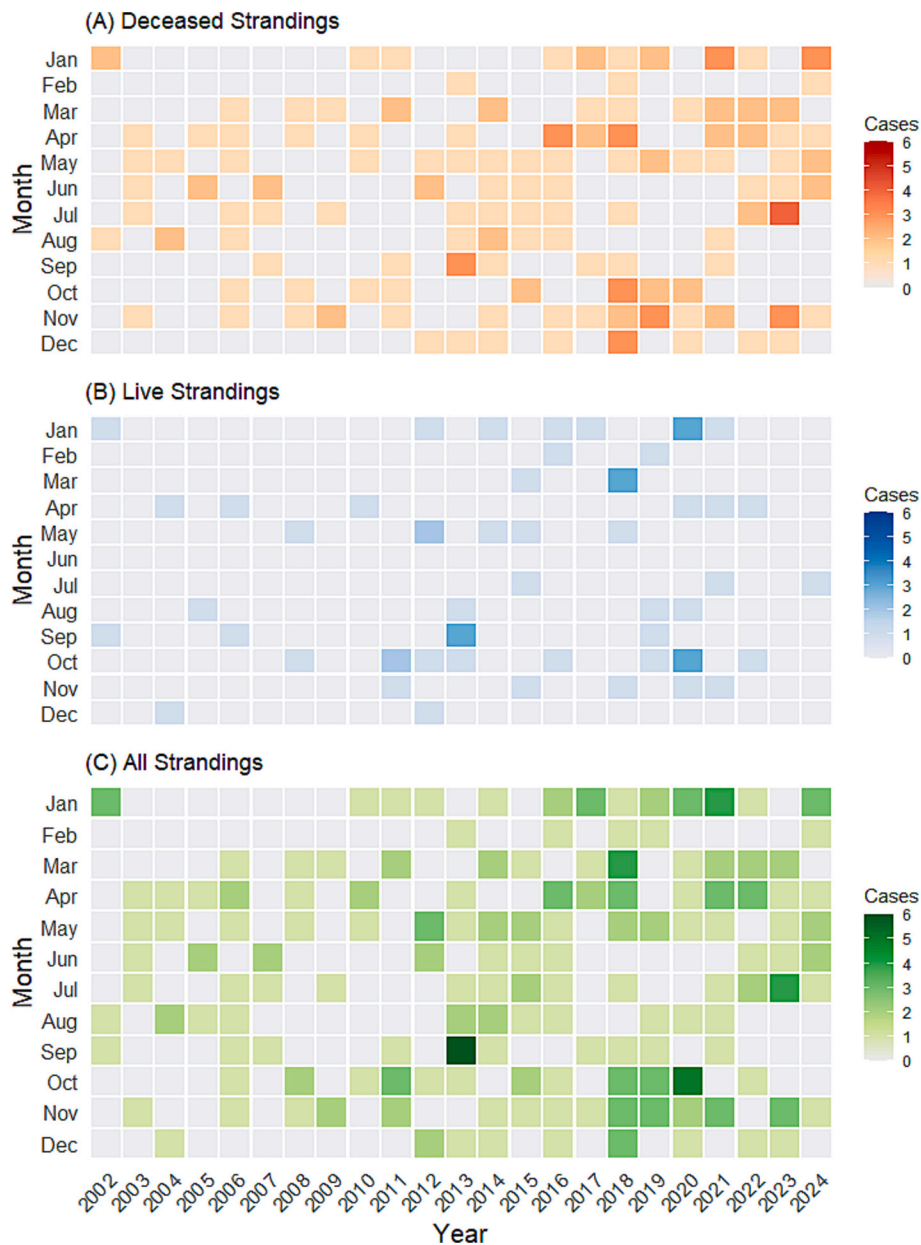 (A) Deceased Strandings
Month
Jan
Feb
Mar
Apr
May
Jun
Jul
Aug
Sep
Oct
Nov
Dec
Cases
6
5
4
3
2
1
0
(B) Live Strandings
Month
Jan
Feb
Mar
Apr
May
Jun
Jul
Aug
Sep
Oct
Nov
Dec
Cases
6
5
4
3
2
1
0
(C) All Strandings
Month
Jan
Feb
Mar
Apr
May
Jun
Jul
Aug
Sep
Oct
Nov
Dec
Cases
6
5
4
3
2
1
0
2002 2003 2004 2005 2006 2007 2008 2009 2010 2011 2012 2013 2014 2015 2016 2017 2018 2019 2020 2021 2022 2023 2024
Year